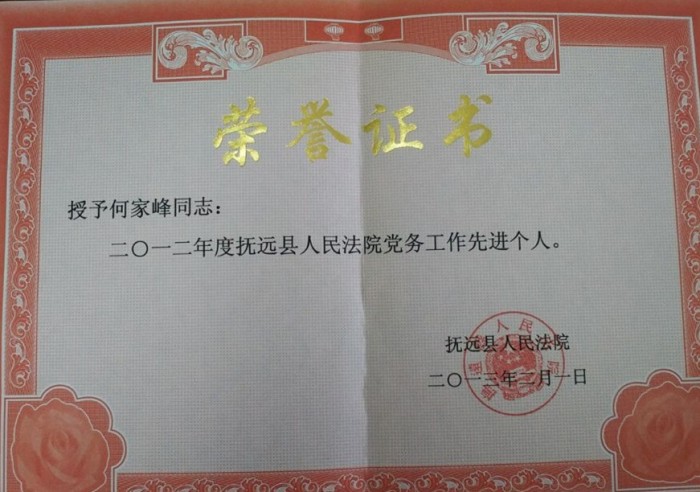 荣誉证书
授予何家峰同志：
二〇一二年度抚远县人民法院党务工作先进个人。
抚远县人民法院
二〇一三年二月一日